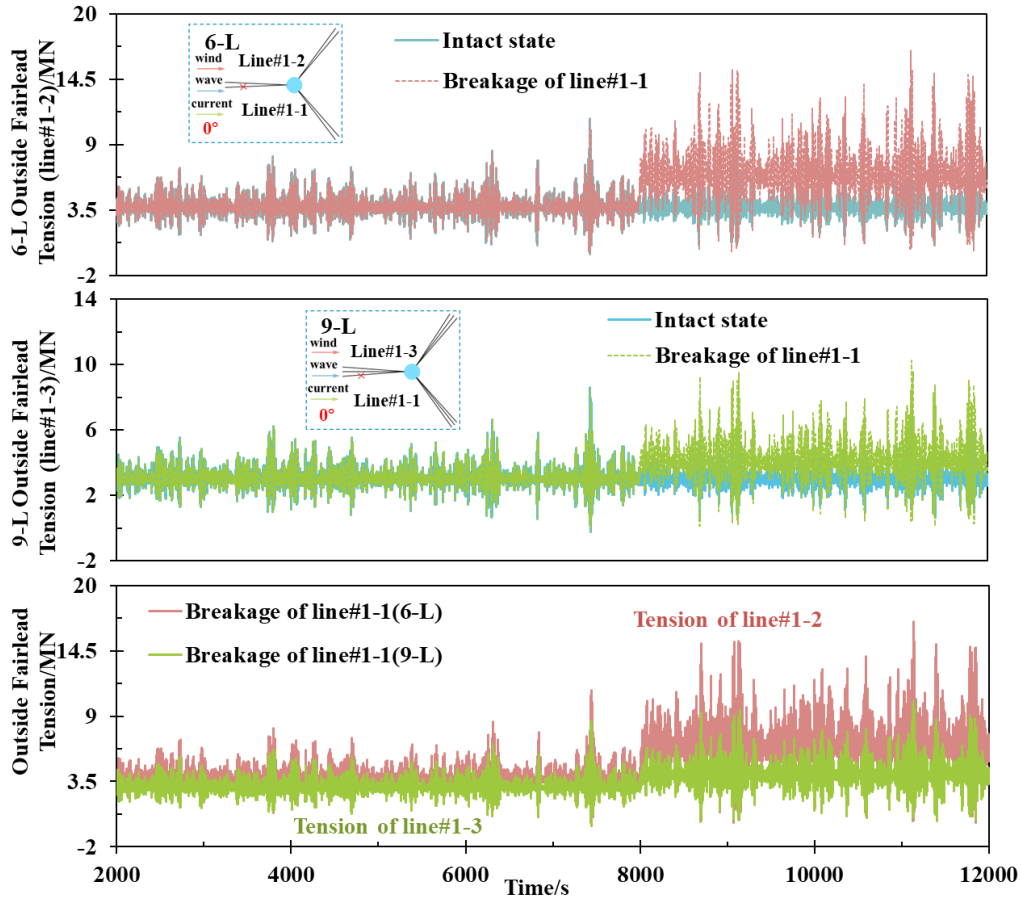 20
14.5
9
3.5
-2
6-L Outside Fairlead
Tension (line#1-2)/MN
6-L
wind
wave
current
0°
Line#1-2
Line#1-1
Intact state
Breakage of line#1-1
14
10
6
2
-2
9-L Outside Fairlead
Tension (line#1-3)/MN
9-L
wind
wave
current
0°
Line#1-3
Line#1-1
Intact state
Breakage of line#1-1
20
14.5
9
3.5
-2
Outside Fairlead
Tension/MN
Breakage of line#1-1(6-L)
Breakage of line#1-1(9-L)
Tension of line#1-2
Tension of line#1-3
2000
4000
6000
8000
10000
12000
Time/s